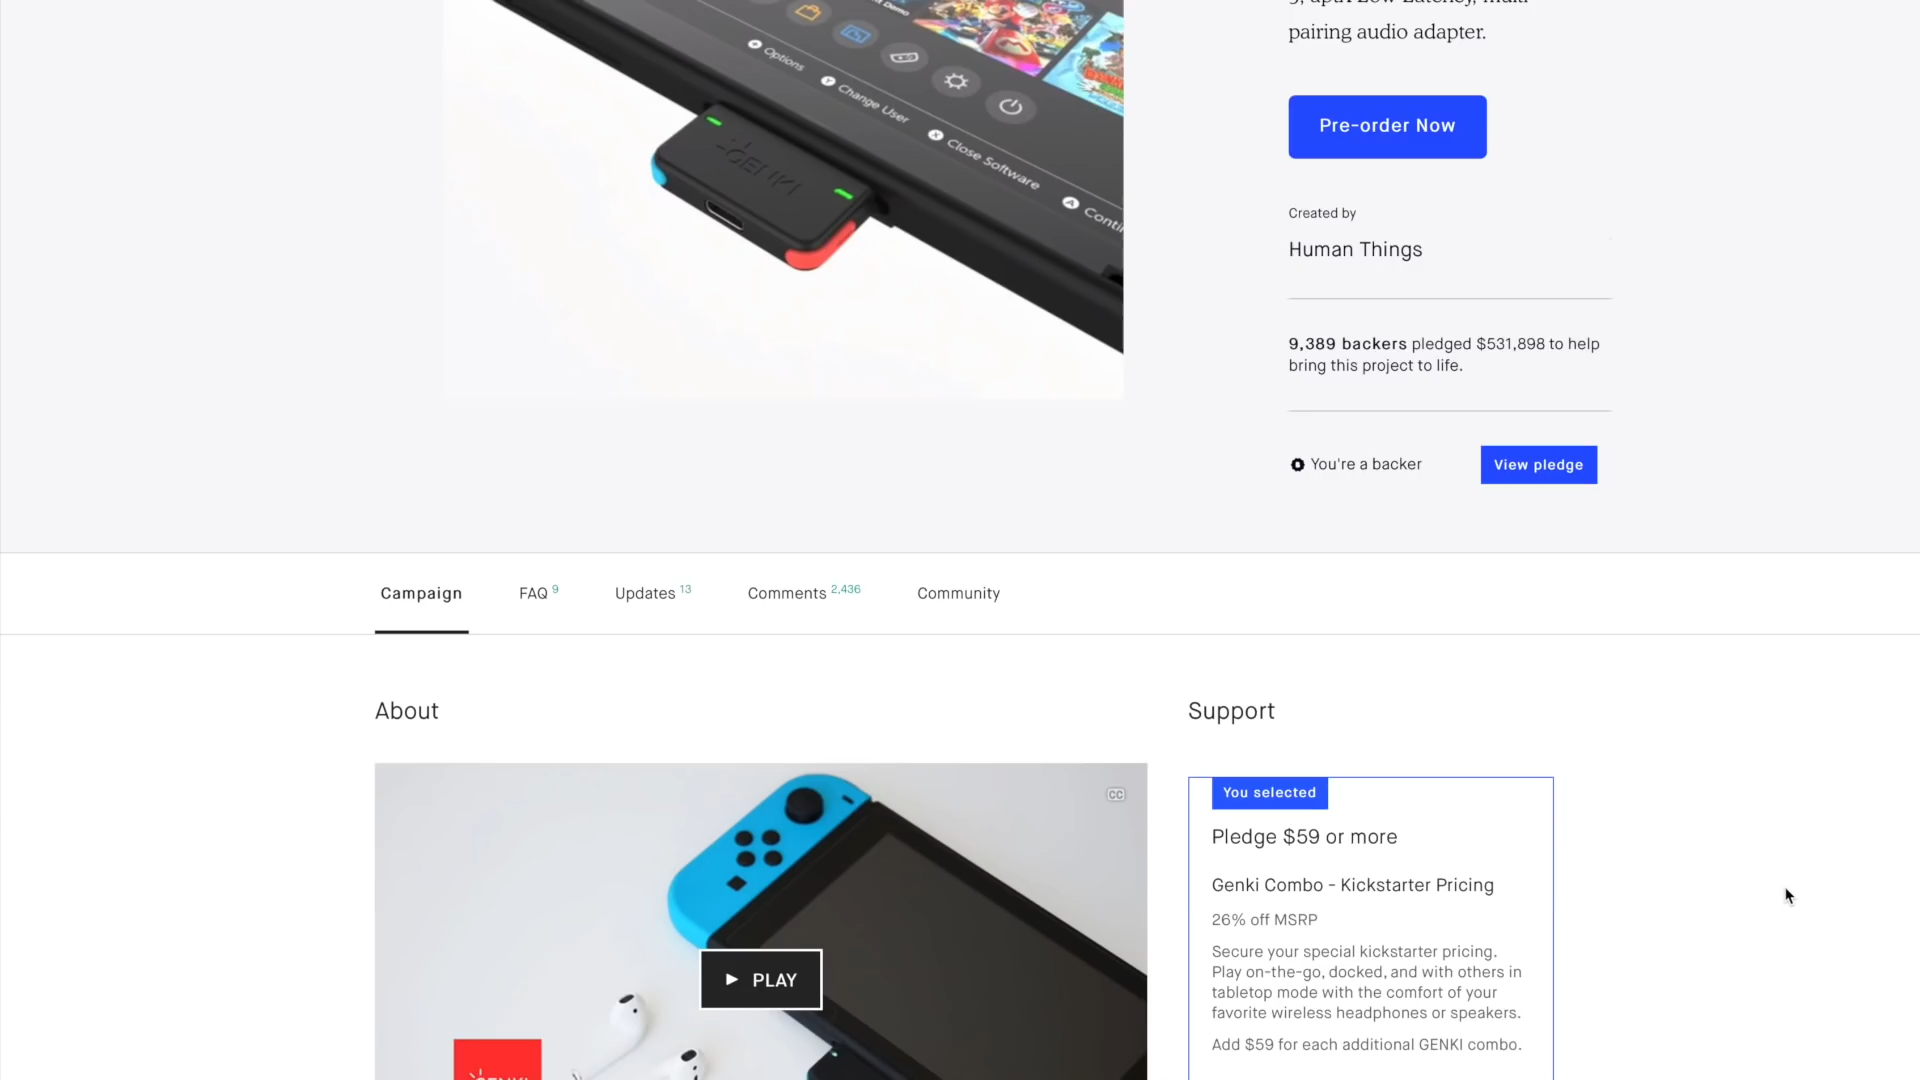 pairing audio adapter.
Options
Change User
Close Software
GENKI
Pre-order Now
Created by
Human Things
9,389 backers pledged $531,898 to help
bring this project to life.
You're a backer
View pledge
Campaign
FAQ 9
Updates 13
Comments 2,436
Community
About
Support
CC
PLAY
You selected
Pledge $59 or more
Genki Combo - Kickstarter Pricing
26% off MSRP
Secure your special kickstarter pricing.
Play on-the-go, docked, and with others in
tabletop mode with the comfort of your
favorite wireless headphones or speakers.
Add $59 for each additional GENKI combo.